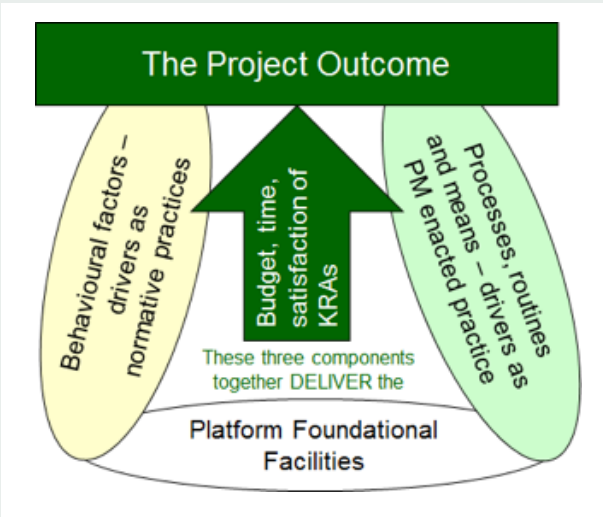 The Project Outcome
Behavioural factors –
drivers as
normative practices
Budget, time,
satisfaction of
KRAs
Processes, routines
and means – drivers as
PM enacted practice
These three components
together DELIVER the
Platform Foundational
Facilities